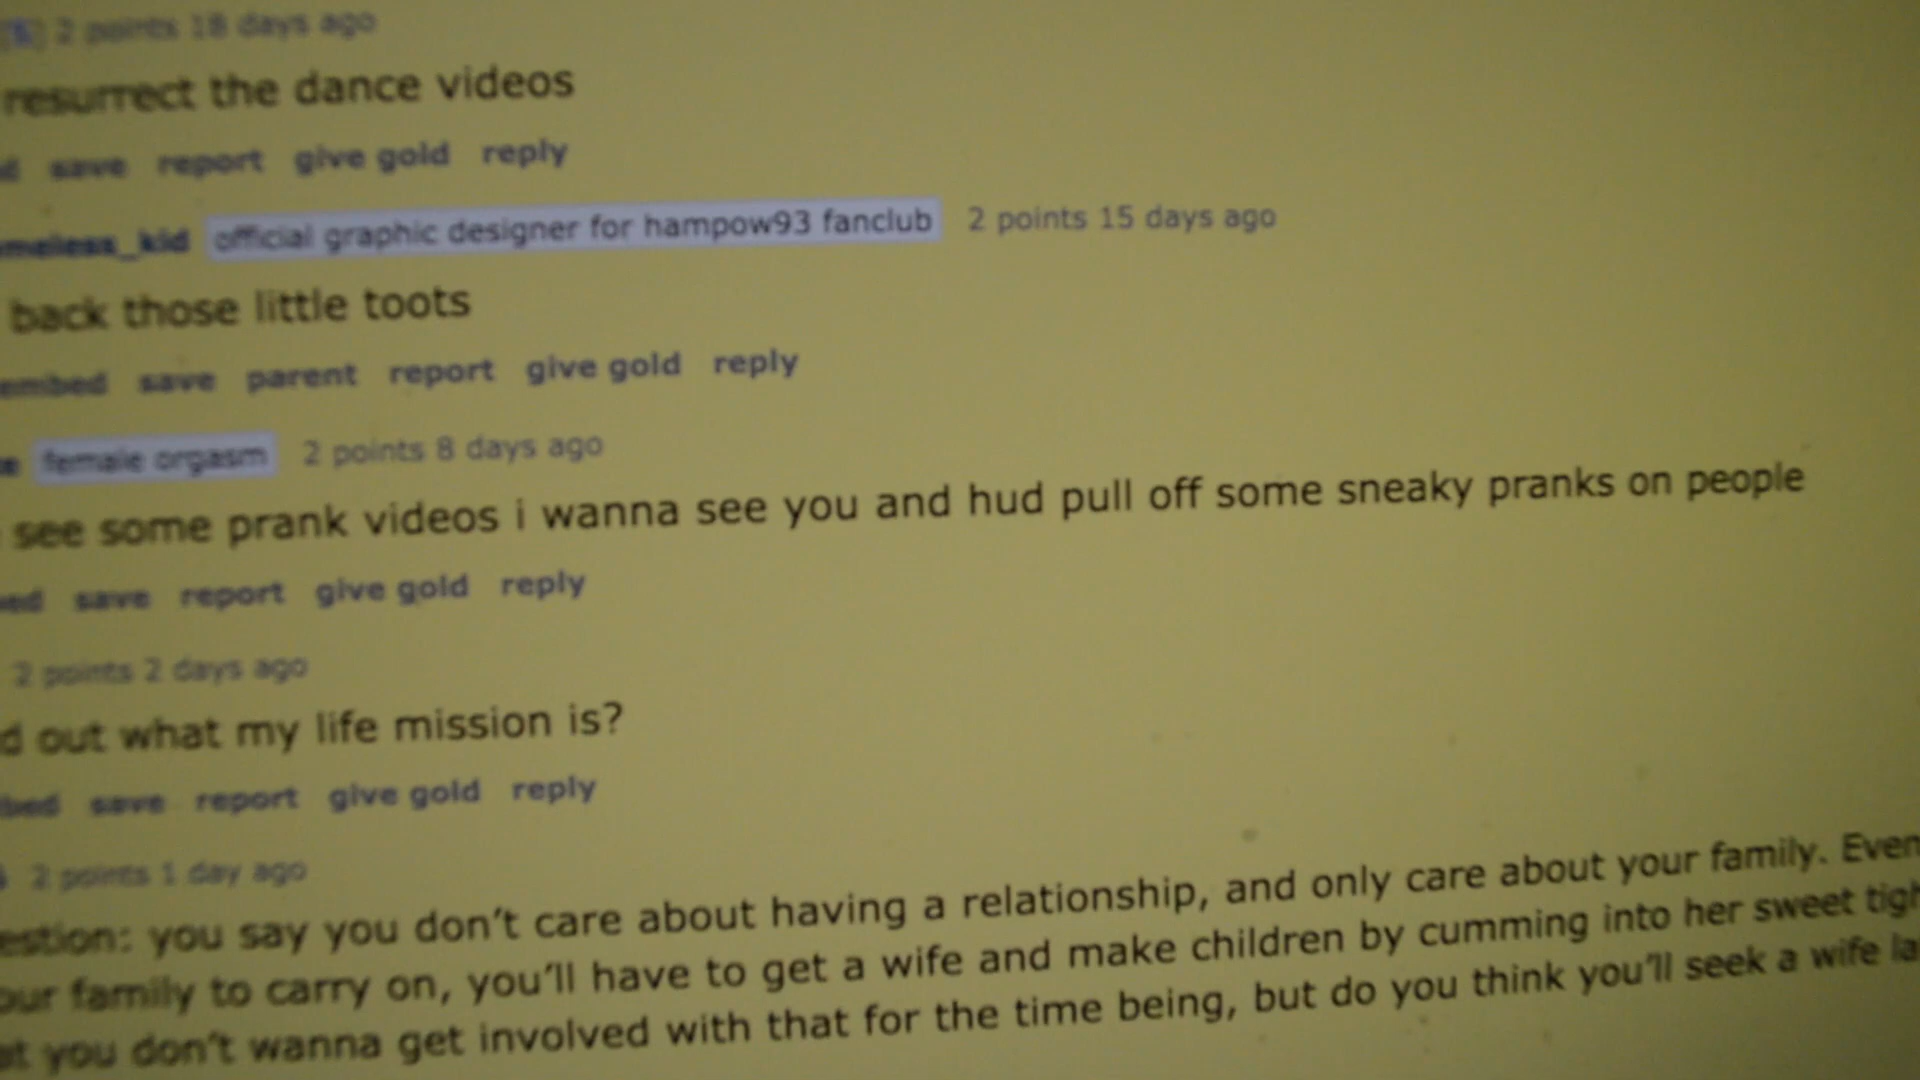 [S] 2 points 18 days ago
resurrect the dance videos
save report give gold reply
meless_kid official graphic designer for hampow93 fanclub 2 points 15 days ago
back those little toots
embed save parent report give gold reply
female orgasm 2 points 8 days ago
see some prank videos i wanna see you and hud pull off some sneaky pranks on people
save report give gold reply
2 points 2 days ago
d out what my life mission is?
bed save report give gold reply
2 points 1 day ago
estion: you say you don't care about having a relationship, and only care about your family. Even
our family to carry on, you'll have to get a wife and make children by cumming into her sweet tigh
at you don't wanna get involved with that for the time being, but do you think you'll seek a wife la